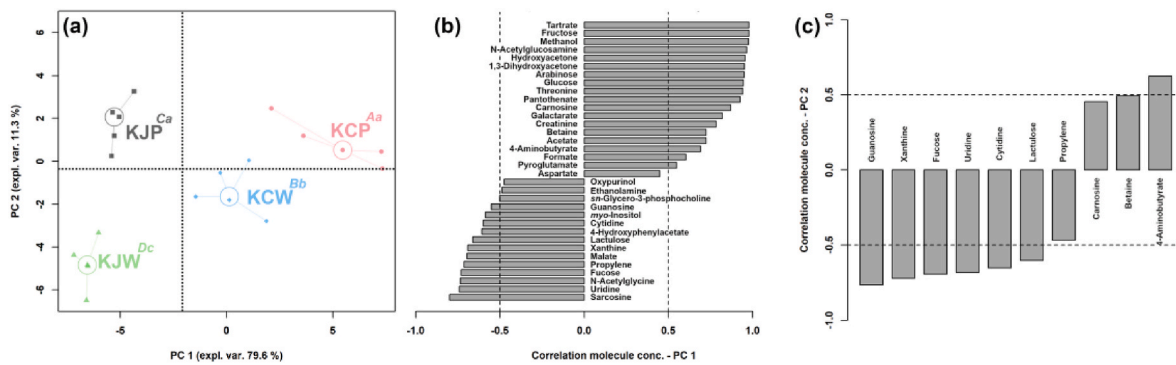 (a)
6
4
2
0
-2
-4
-6
PC 2 (expl. var. 11.3 %)
KJP Ca
KCP Aa
KCW Bb
KJW Dc
-5
0
5
PC 1 (expl. var. 79.6 %)
(b)
Tartrate
Fructose
Methanol
N-Acetylglucosamine
Hydroxyacetone
1,3-Dihydroxyacetone
Arabinose
Glucose
Threonine
Pantothenate
Carnosine
Galactarate
Creatinine
Betaine
Acetate
4-Aminobutyrate
Formate
Pyroglutamate
Aspartate
Oxypurinol
Ethanolamine
sn-Glycero-3-phosphocholine
Guanosine
myo-Inositol
Cytidine
4-Hydroxyphenylacetate
Lactulose
Xanthine
Malate
Propylene
Fucose
N-Acetylglycine
Uridine
Sarcosine
-1.0
-0.5
0.0
0.5
1.0
Correlation molecule conc. - PC 1
(c)
1.0
0.5
0.0
-0.5
-1.0
Correlation molecule conc. - PC 2
Guanosine
Xanthine
Fucose
Uridine
Cytidine
Lactulose
Propylene
Carnosine
Betaine
4-Aminobutyrate